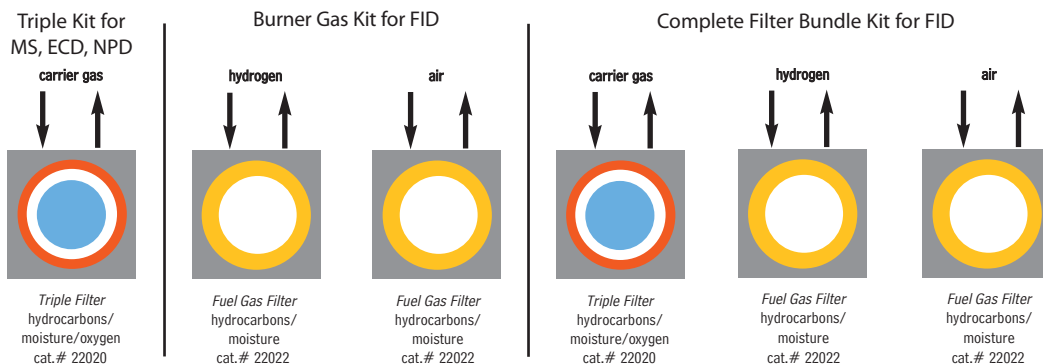 Triple Kit for
MS, ECD, NPD
carrier gas
Triple Filter
hydrocarbons/
moisture/oxygen
cat.# 22020
Burner Gas Kit for FID
hydrogen
Fuel Gas Filter
hydrocarbons/
moisture
cat.# 22022
air
Fuel Gas Filter
hydrocarbons/
moisture
cat.# 22022
Complete Filter Bundle Kit for FID
carrier gas
Triple Filter
hydrocarbons/
moisture/oxygen
cat.# 22020
hydrogen
Fuel Gas Filter
hydrocarbons/
moisture
cat.# 22022
air
Fuel Gas Filter
hydrocarbons/
moisture
cat.# 22022